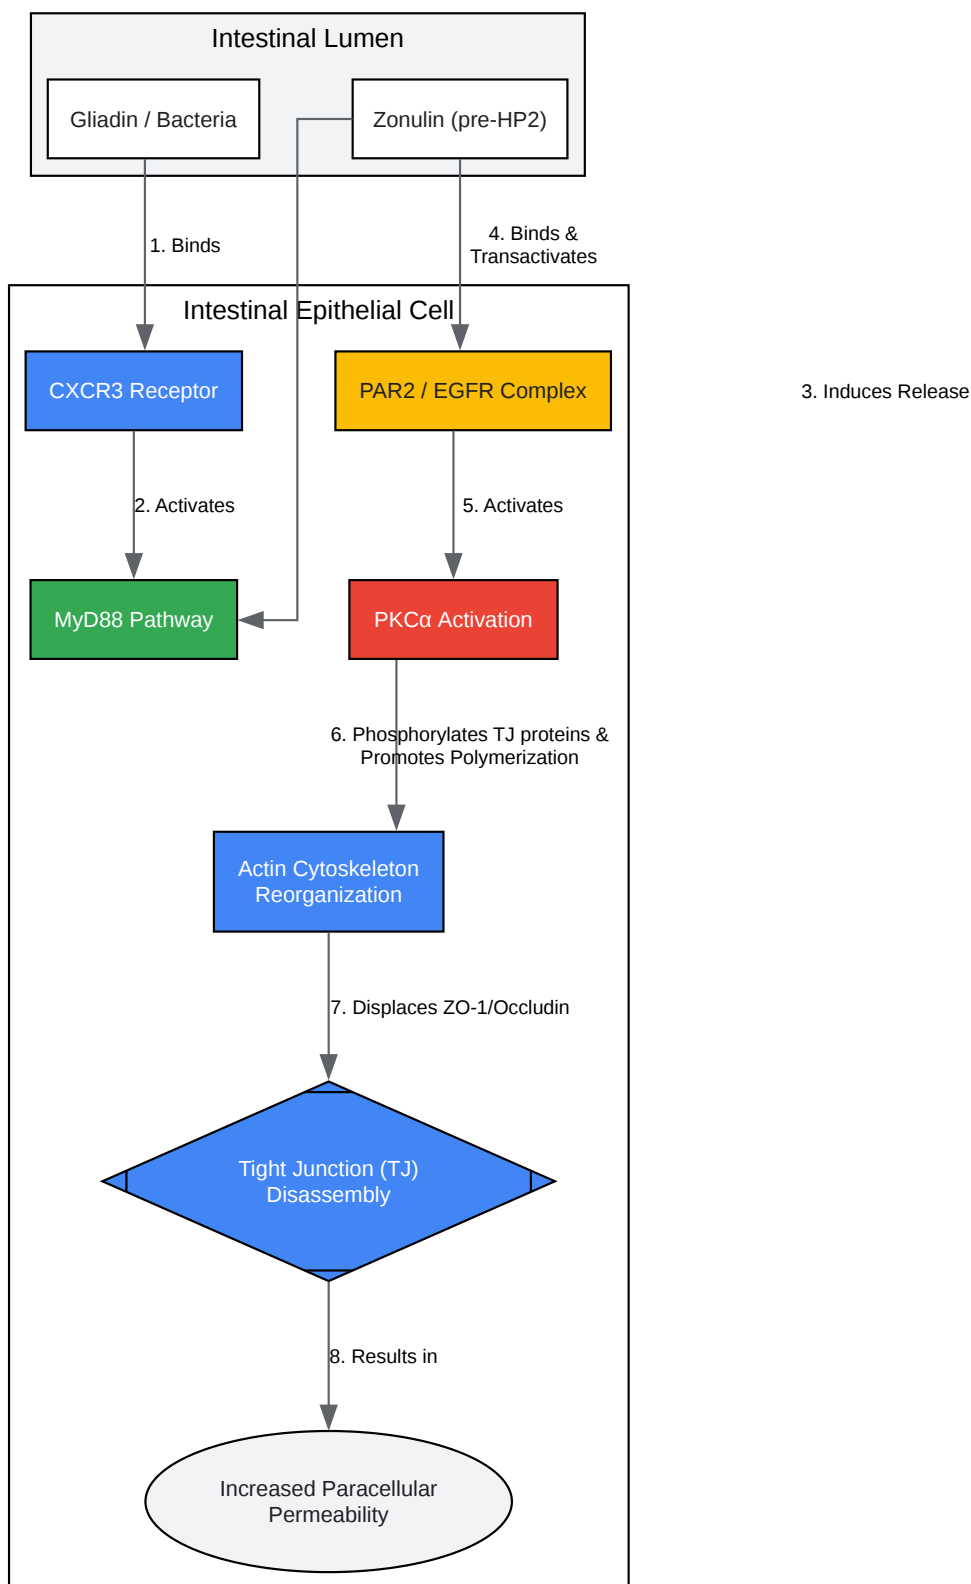 Intestinal Lumen
Gliadin / Bacteria
Zonulin (pre-HP2)
1. Binds
4. Binds &
Transactivates
Intestinal Epithelial Cell
CXCR3 Receptor
PAR2 / EGFR Complex
3. Induces Release
2. Activates
5. Activates
MyD88 Pathway
PKCα Activation
6. Phosphorylates TJ proteins &
Promotes Polymerization
Actin Cytoskeleton
Reorganization
7. Displaces ZO-1/Occludin
Tight Junction (TJ)
Disassembly
8. Results in
Increased Paracellular
Permeability